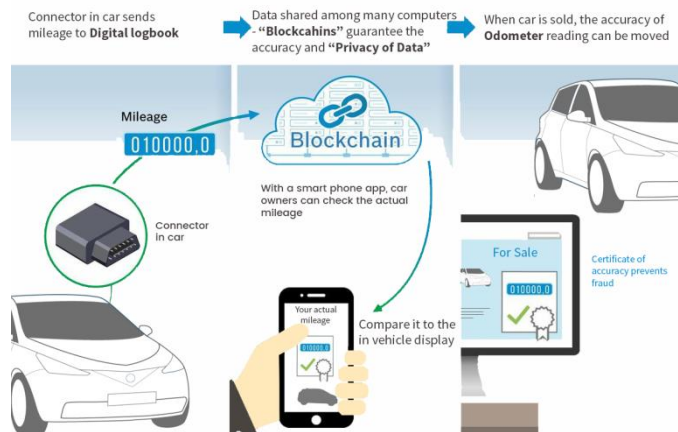 Connector in car sends
mileage to Digital logbook
Data shared among many computers
- “Blockcahins” guarantee the
accuracy and “Privacy of Data”
When car is sold, the accuracy of
Odometer reading can be moved
Mileage
010000,0
Blockchain
With a smart phone app, car
owners can check the actual
mileage
Connector
in car
For Sale
010000,0
Certificate of
accuracy prevents
fraud
Your actual
mileage
010000,0
Compare it to the
in vehicle display